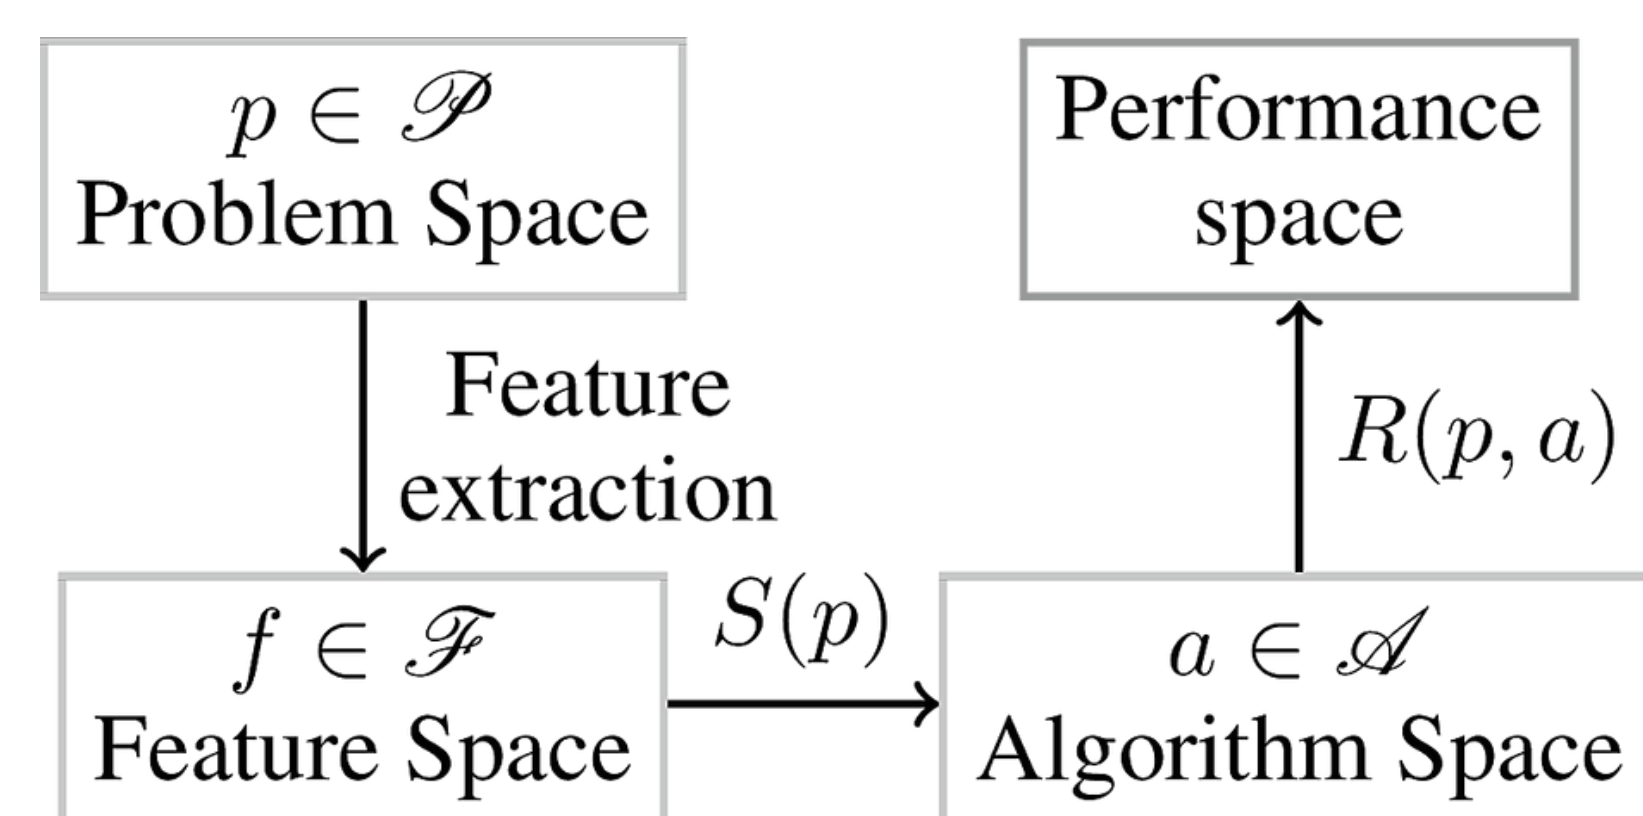 p ∈ 𝒫
Problem Space
Performance
space
Feature
extraction
R(p, a)
f ∈ ℱ
Feature Space
S(p)
a ∈ 𝒜
Algorithm Space